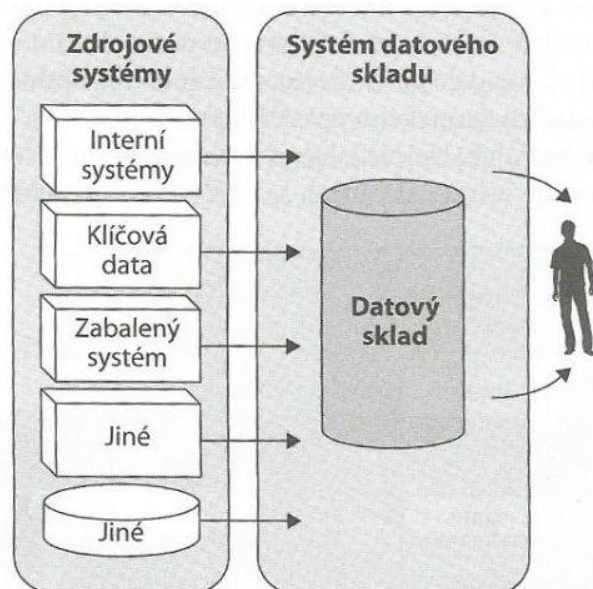 Zdrojové
systémy
Interní
systémy
Klíčová
data
Zabalený
systém
Jiné
Jiné
Systém datového
skladu
Datový
sklad